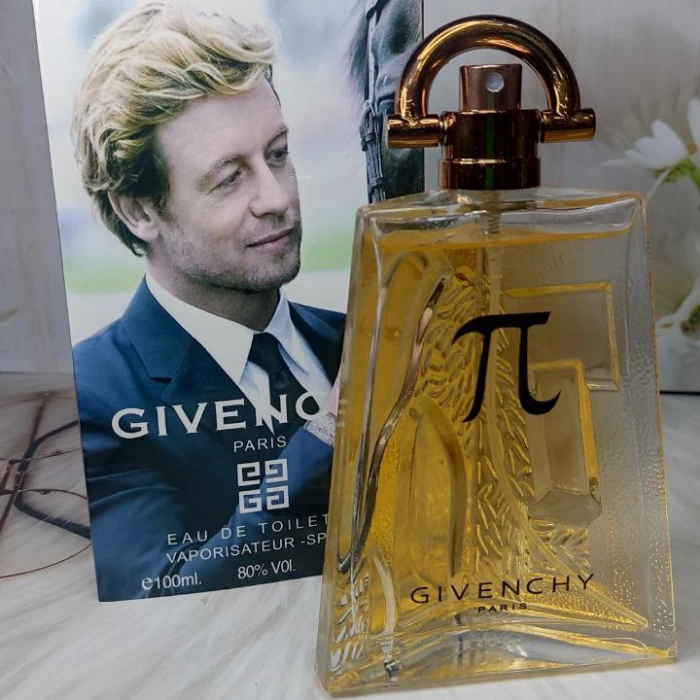 GIVENC
PARIS
EAU DE TOILET
VAPORISATEUR -SP
e100ml. 80% VOL.
π
GIVENCHY
PARIS